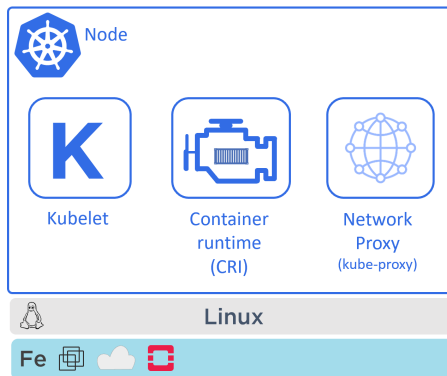 Node
K
Kubelet
Container
runtime
(CRI)
Network
Proxy
(kube-proxy)
Linux
Fe